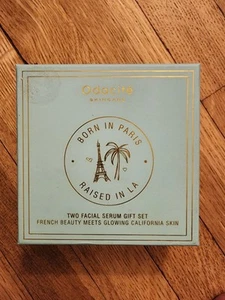 BORN IN PARIS
RAISED IN LA
TWO FACIAL SERUM GIFT SET
FRENCH BEAUTY MEETS GLOWING CALIFORNIA SKIN